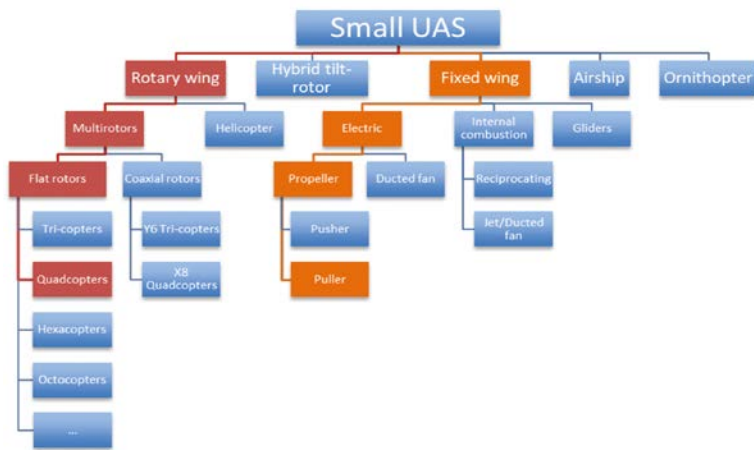 Small UAS
Rotary wing
Hybrid tilt-
rotor
Fixed wing
Airship
Ornithopter
Multirotors
Helicopter
Electric
Internal
combustion
Gliders
Flat rotors
Coaxial rotors
Propeller
Ducted fan
Reciprocating
Tri-copters
Y6 Tri-copters
Pusher
Jet/Ducted
fan
Quadcopters
X8
Quadcopters
Puller
Hexacopters
Octocopters
...